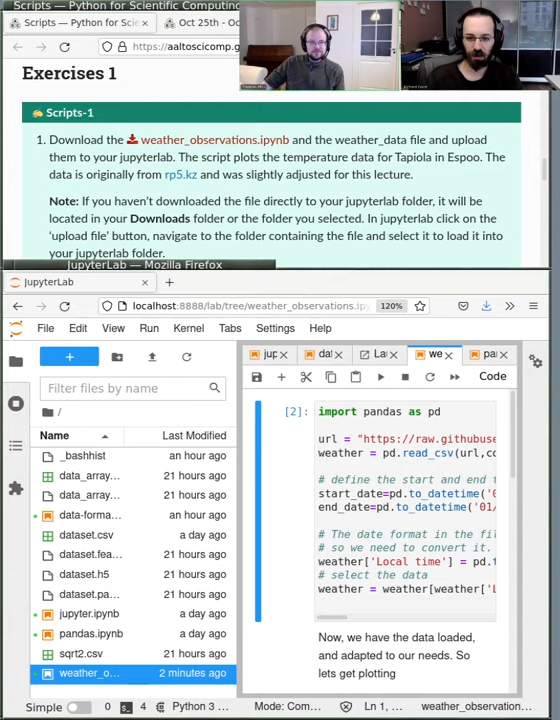 Scripts — Python for Scientific Computing
Scripts — Python for Scie
Oct 25th - Oc
https://aaltoscicomp.g
Exercises 1
Scripts-1
1. Download the weather_observations.ipynb and the weather_data file and upload
them to your jupyterlab. The script plots the temperature data for Tapiola in Espoo. The
data is originally from rp5.kz and was slightly adjusted for this lecture.
Note: If you haven't downloaded the file directly to your jupyterlab folder, it will be
located in your Downloads folder or the folder you selected. In jupyterlab click on the
'upload file' button, navigate to the folder containing the file and select it to load it into
your jupyterlab folder.
JupyterLab — Mozilla Firefox
JupyterLab
localhost:8888/lab/tree/weather_observations.ipy
120%
File Edit View Run Kernel Tabs Settings Help
Filter files by name
/
Name Last Modified
_bashhist an hour ago
data_array... 21 hours ago
data_array... 21 hours ago
data-forma... an hour ago
dataset.csv a day ago
dataset.fea... 21 hours ago
dataset.h5 21 hours ago
dataset.pa... 21 hours ago
jupyter.ipynb a day ago
pandas.ipynb a day ago
sqrt2.csv 21 hours ago
weather_o... 2 minutes ago
jup
dat
La
we
pa
Code
[2]:
import pandas as pd
url = "https://raw.githubuse
weather = pd.read_csv(url,co
# define the start and end t
start_date=pd.to_datetime('0
end_date=pd.to_datetime('01/
# The date format in the fil
# so we need to convert it.
weather['Local time'] = pd.t
# select the data
weather = weather[weather['L
Now, we have the data loaded,
and adapted to our needs. So
lets get plotting
Simple 0 4 Python 3 ... Mode: Com... Ln 1, ... weather_observation...